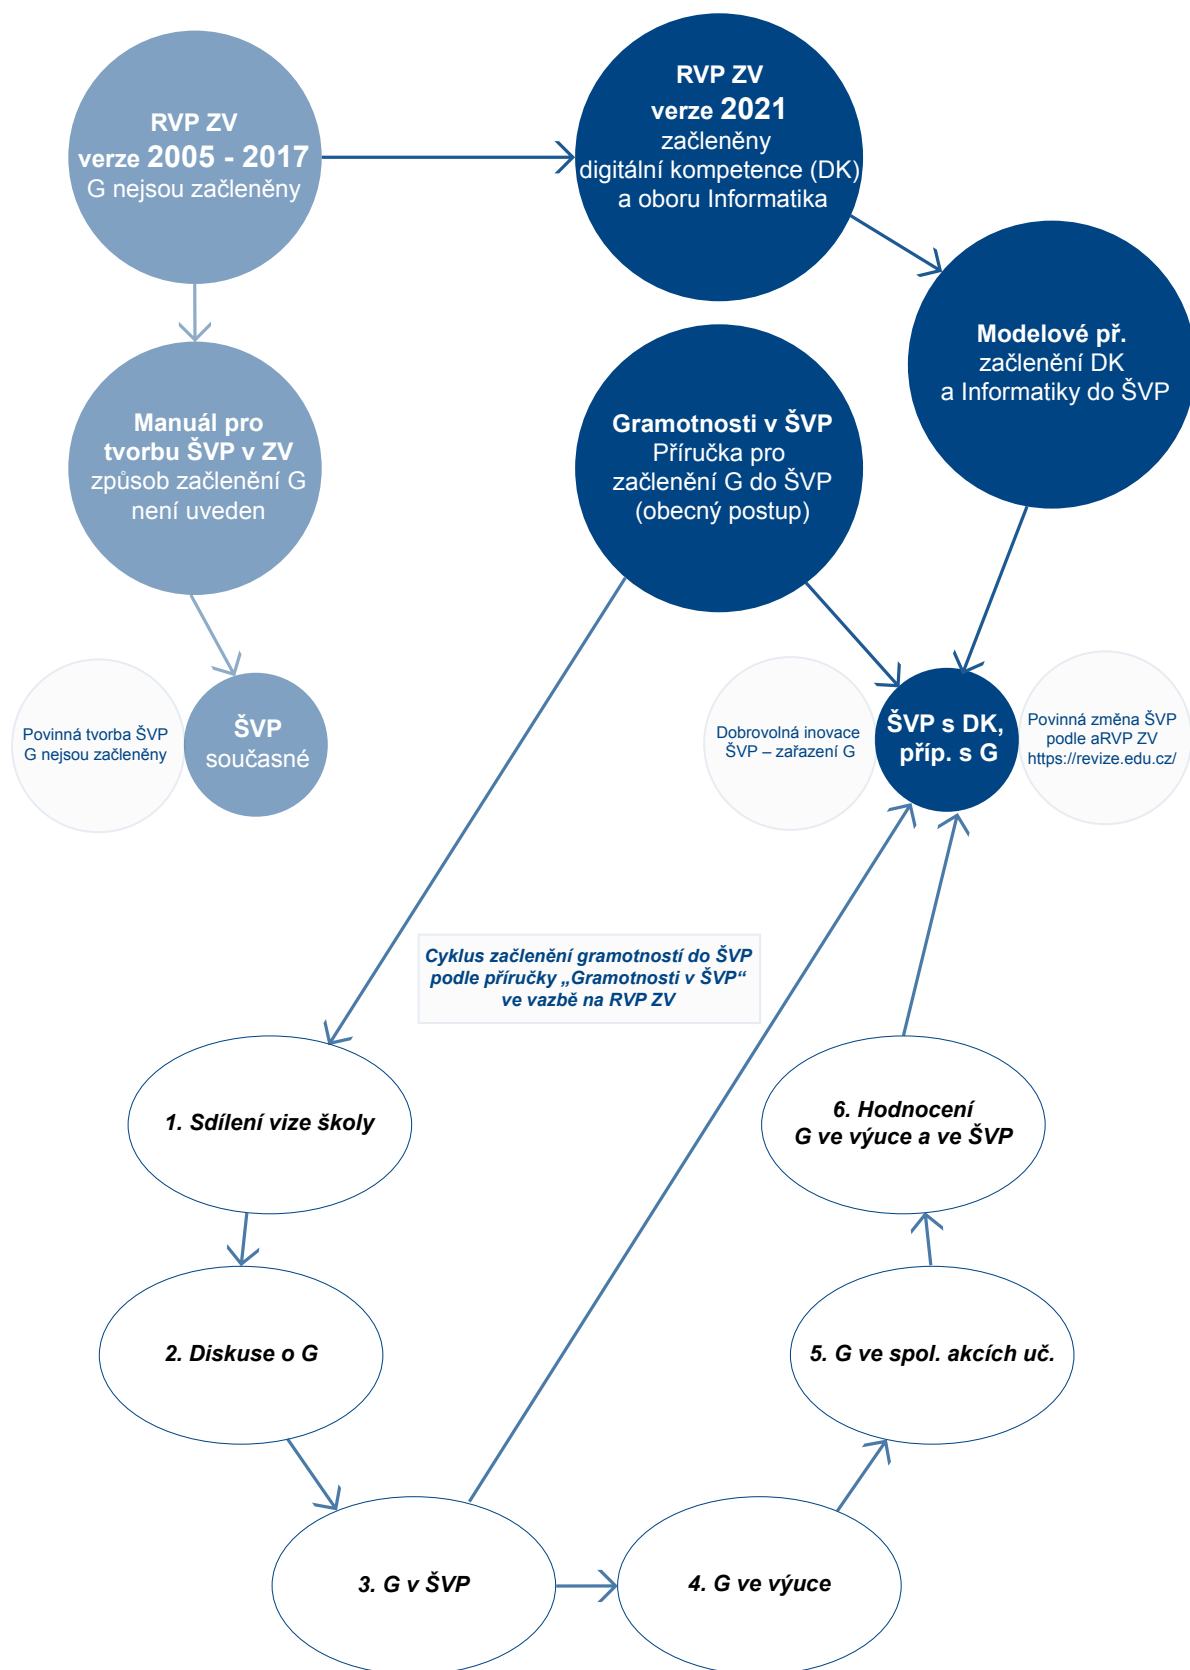 RVP ZV
verze 2005 - 2017
G nejsou začleněny
RVP ZV
verze 2021
začleněny
digitální kompetence (DK)
a oboru Informatika
Modelové př.
začlenění DK
a Informatiky do ŠVP
Manuál pro
tvorbu ŠVP v ZV
způsob začlenění G
není uveden
Gramotnosti v ŠVP
Příručka pro
začlenění G do ŠVP
(obecný postup)
Povinná tvorba ŠVP
G nejsou začleněny
ŠVP
současné
Dobrovolná inovace
ŠVP – zařazení G
ŠVP s DK,
příp. s G
Povinná změna ŠVP
podle aRVP ZV
https://revize.edu.cz/
Cyklus začlenění gramotností do ŠVP
podle příručky „Gramotnosti v ŠVP“
ve vazbě na RVP ZV
1. Sdílení vize školy
6. Hodnocení
G ve výuce a ve ŠVP
2. Diskuse o G
5. G ve spol. akcích uč.
3. G v ŠVP
4. G ve výuce